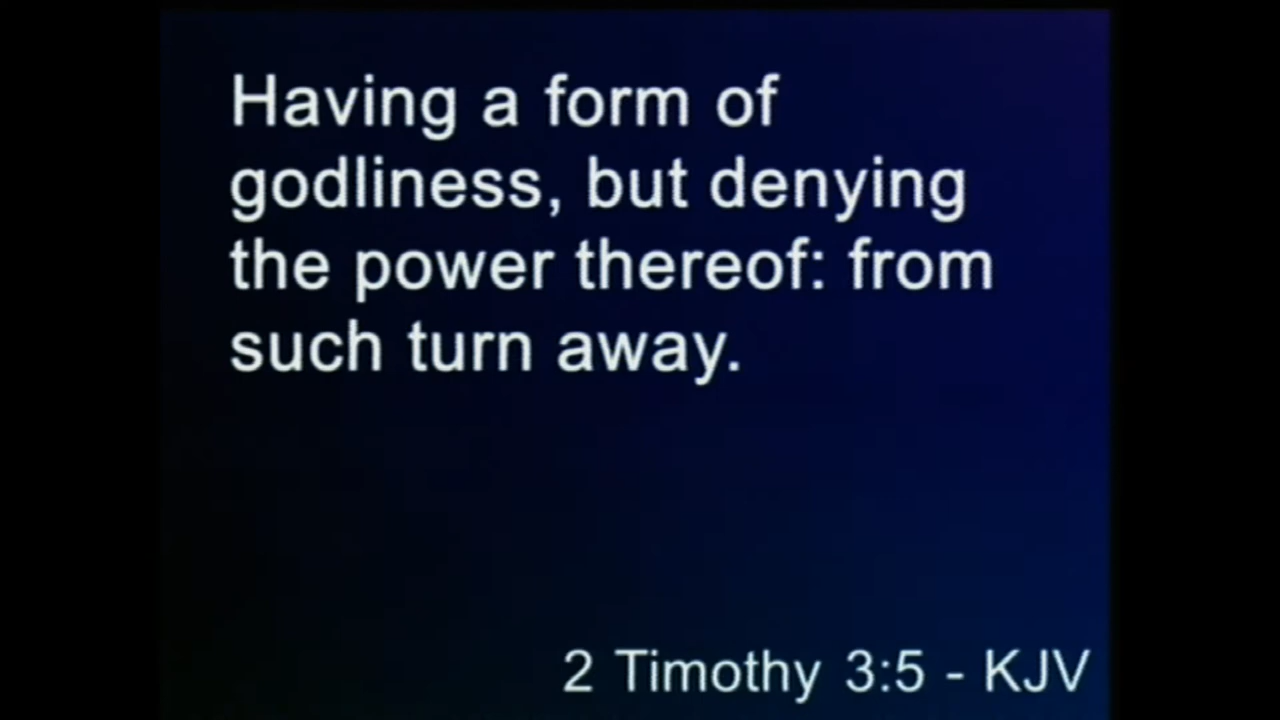 Having a form of
godliness, but denying
the power thereof: from
such turn away.
2 Timothy 3:5 - KJV